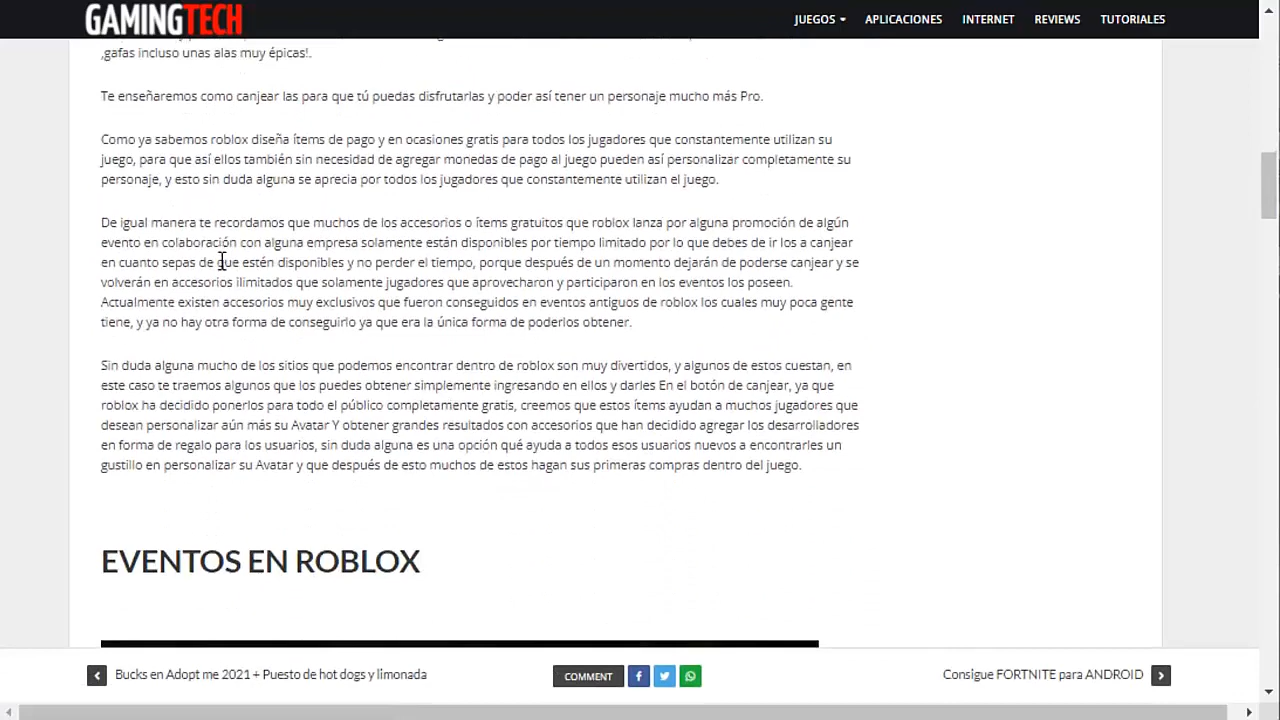 GAMINGTECH
JUEGOS
APLICACIONES
INTERNET
REVIEWS
TUTORIALES
,gafas incluso unas alas muy épicas!.
Te enseñaremos como canjear las para que tú puedas disfrutarlas y poder así tener un personaje mucho más Pro.
Como ya sabemos roblox diseña ítems de pago y en ocasiones gratis para todos los jugadores que constantemente utilizan su
juego, para que así ellos también sin necesidad de agregar monedas de pago al juego pueden así personalizar completamente su
personaje, y esto sin duda alguna se aprecia por todos los jugadores que constantemente utilizan el juego.
De igual manera te recordamos que muchos de los accesorios o ítems gratuitos que roblox lanza por alguna promoción de algún
evento en colaboración con alguna empresa solamente están disponibles por tiempo limitado por lo que debes de ir los a canjear
en cuanto sepas de que estén disponibles y no perder el tiempo, porque después de un momento dejarán de poderse canjear y se
volverán en accesorios ilimitados que solamente jugadores que aprovecharon y participaron en los eventos los poseen.
Actualmente existen accesorios muy exclusivos que fueron conseguidos en eventos antiguos de roblox los cuales muy poca gente
tiene, y ya no hay otra forma de conseguirlo ya que era la única forma de poderlos obtener.
Sin duda alguna mucho de los sitios que podemos encontrar dentro de roblox son muy divertidos, y algunos de estos cuestan, en
este caso te traemos algunos que los puedes obtener simplemente ingresando en ellos y darles En el botón de canjear, ya que
roblox ha decidido ponerlos para todo el público completamente gratis, creemos que estos ítems ayudan a muchos jugadores que
desean personalizar aún más su Avatar Y obtener grandes resultados con accesorios que han decidido agregar los desarrolladores
en forma de regalo para los usuarios, sin duda alguna es una opción qué ayuda a todos esos usuarios nuevos a encontrarles un
gustillo en personalizar su Avatar y que después de esto muchos de estos hagan sus primeras compras dentro del juego.
EVENTOS EN ROBLOX
Bucks en Adopt me 2021 + Puesto de hot dogs y limonada
COMMENT
Consigue FORTNITE para ANDROID